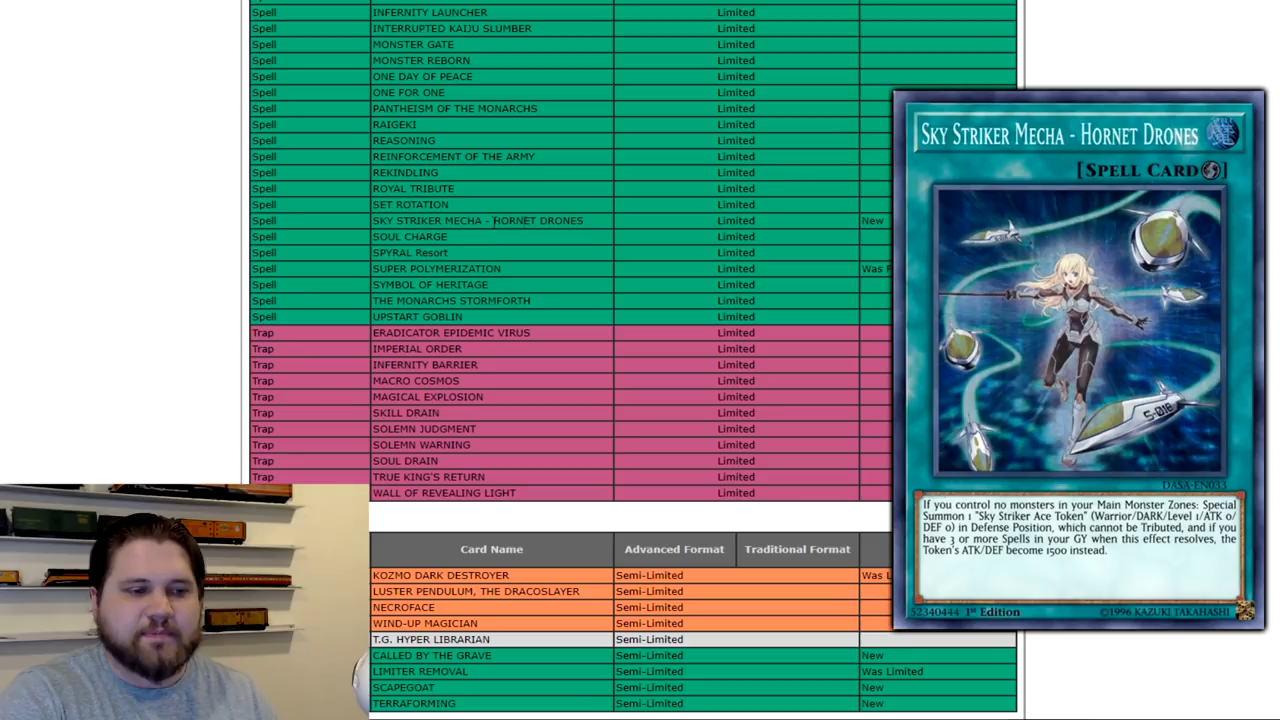 Spell INFERNITY LAUNCHER Limited
Spell INTERRUPTED KAIJU SLUMBER Limited
Spell MONSTER GATE Limited
Spell MONSTER REBORN Limited
Spell ONE DAY OF PEACE Limited
Spell ONE FOR ONE Limited
Spell PANTHEISM OF THE MONARCHS Limited
Spell RAIGEKI Limited
Spell REASONING Limited
Spell REINFORCEMENT OF THE ARMY Limited
Spell REKINDLING Limited
Spell ROYAL TRIBUTE Limited
Spell SET ROTATION Limited
Spell SKY STRIKER MECHA - HORNET DRONES Limited New
Spell SOUL CHARGE Limited
Spell SPYRAL Resort Limited
Spell SUPER POLYMERIZATION Limited Was
Spell SYMBOL OF HERITAGE Limited
Spell THE MONARCHS STORMFORTH Limited
Spell UPSTART GOBLIN Limited
Trap ERADICATOR EPIDEMIC VIRUS Limited
Trap IMPERIAL ORDER Limited
Trap INFERNITY BARRIER Limited
Trap MACRO COSMOS Limited
Trap MAGICAL EXPLOSION Limited
Trap SKILL DRAIN Limited
Trap SOLEMN JUDGMENT Limited
Trap SOLEMN WARNING Limited
Trap SOUL DRAIN Limited
Trap TRUE KING'S RETURN Limited
WALL OF REVEALING LIGHT Limited
Card Name Advanced Format Traditional Format
KOZMO DARK DESTROYER Semi-Limited Was
LUSTER PENDULUM, THE DRACOSLAYER Semi-Limited
NECROFACE Semi-Limited
WIND-UP MAGICIAN Semi-Limited
T.G. HYPER LIBRARIAN Semi-Limited
CALLED BY THE GRAVE Semi-Limited New
LIMITER REMOVAL Semi-Limited Was Limited
SCAPEGOAT Semi-Limited New
TERRAFORMING Semi-Limited New
SKY STRIKER MECHA - HORNET DRONES
[SPELL CARD]
S-018
DASA-EN033
If you control no monsters in your Main Monster Zones: Special
Summon 1 "Sky Striker Ace Token" (Warrior/DARK/Level 1/ATK 0/
DEF 0) in Defense Position, which cannot be Tributed, and if you
have 3 or more Spells in your GY when this effect resolves, the
Token's ATK/DEF become 1500 instead.
52340444 1st Edition ©1996 KAZUKI TAKAHASHI